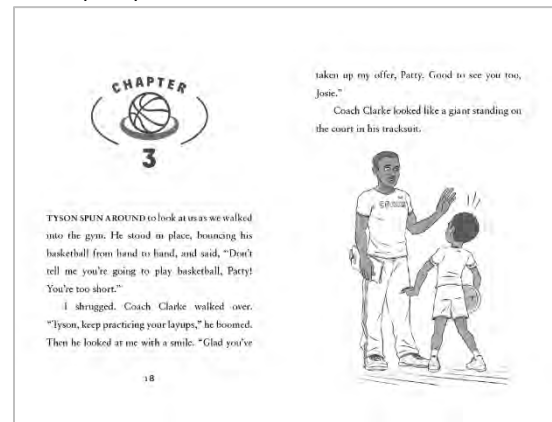 CHAPTER
3
TYSON SPUN AROUND to look at us as we walked
into the gym. He stood in place, bouncing his
basketball from hand to hand, and said, “Don’t
tell me you’re going to play basketball, Patty!
You’re too short.”
I shrugged. Coach Clarke walked over.
“Tyson, keep practicing your layups,” he boomed.
Then he looked at me with a smile. “Glad you’ve
18
taken up my offer, Patty. Good to see you too,
Josie.”
Coach Clarke looked like a giant standing on
the court in his tracksuit.